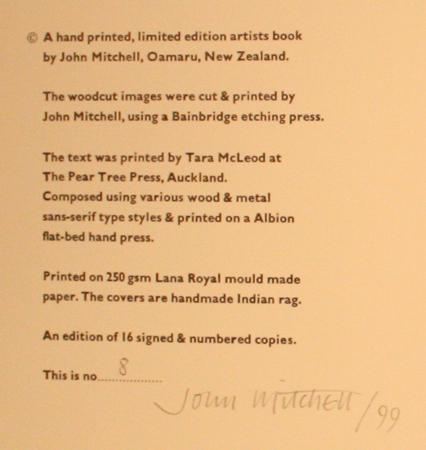 © A hand printed, limited edition artists book
by John Mitchell, Oamaru, New Zealand.
The woodcut images were cut & printed by
John Mitchell, using a Bainbridge etching press.
The text was printed by Tara McLeod at
The Pear Tree Press, Auckland.
Composed using various wood & metal
sans-serif type styles & printed on a Albion
flat-bed hand press.
Printed on 250 gsm Lana Royal mould made
paper. The covers are handmade Indian rag.
An edition of 16 signed & numbered copies.
This is no....8............
John Mitchell /99